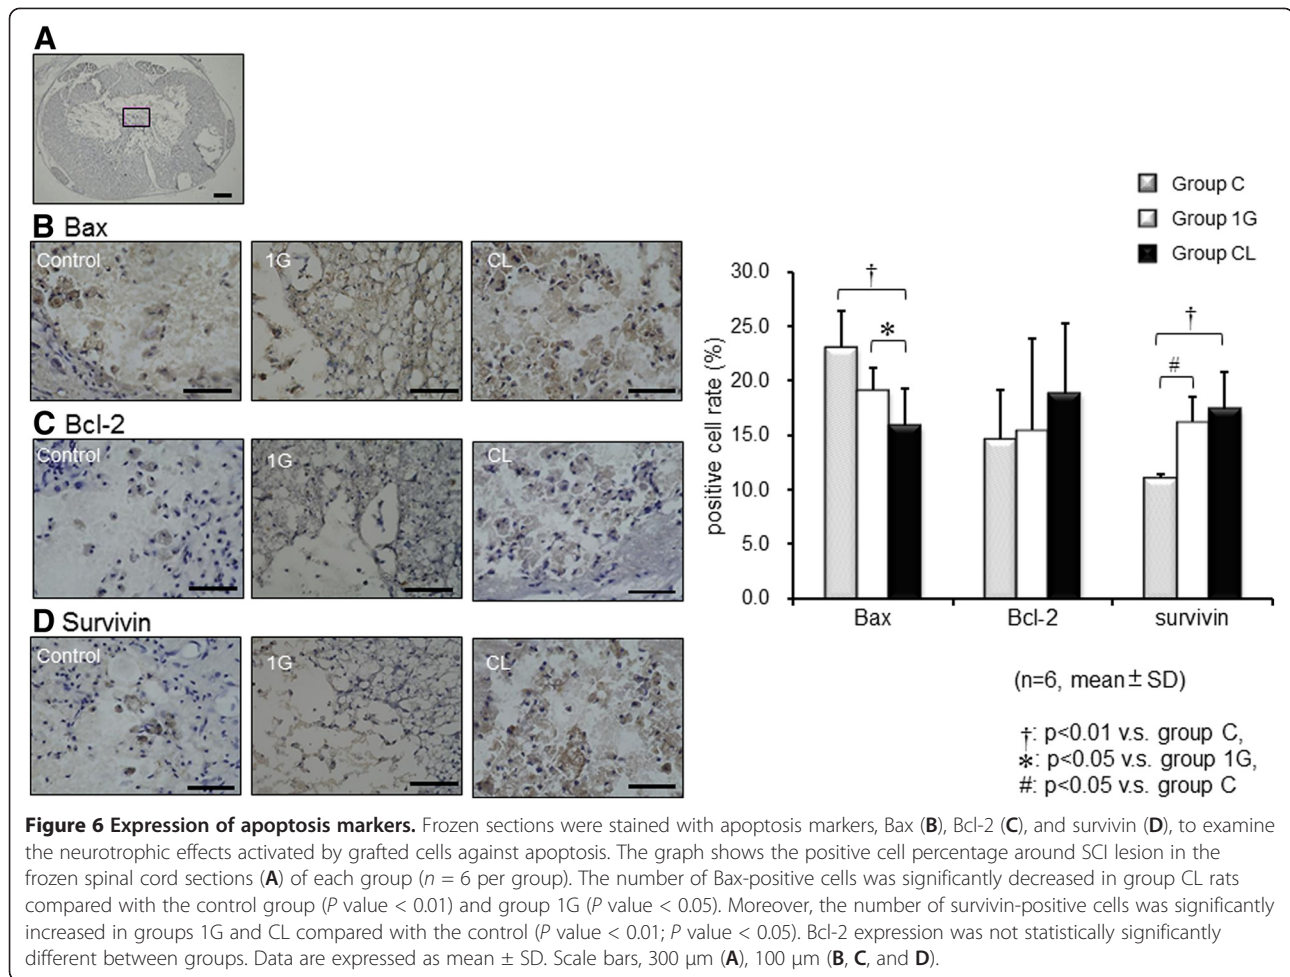 A
B Bax
Control
1G
CL
C Bcl-2
Control
1G
CL
D Survivin
Control
1G
CL
Group C
Group 1G
Group CL
positive cell rate (%)
30.0
25.0
20.0
15.0
10.0
5.0
0.0
†
*
#
†
Bax
Bcl-2
survivin
(n=6, mean ± SD)
†: p<0.01 v.s. group C,
*: p<0.05 v.s. group 1G,
#: p<0.05 v.s. group C
Figure 6 Expression of apoptosis markers. Frozen sections were stained with apoptosis markers, Bax (B), Bcl-2 (C), and survivin (D), to examine
the neurotrophic effects activated by grafted cells against apoptosis. The graph shows the positive cell percentage around SCI lesion in the
frozen spinal cord sections (A) of each group (n = 6 per group). The number of Bax-positive cells was significantly decreased in group CL rats
compared with the control group (P value < 0.01) and group 1G (P value < 0.05). Moreover, the number of survivin-positive cells was significantly
increased in groups 1G and CL compared with the control (P value < 0.01; P value < 0.05). Bcl-2 expression was not statistically significantly
different between groups. Data are expressed as mean ± SD. Scale bars, 300 μm (A), 100 μm (B, C, and D).